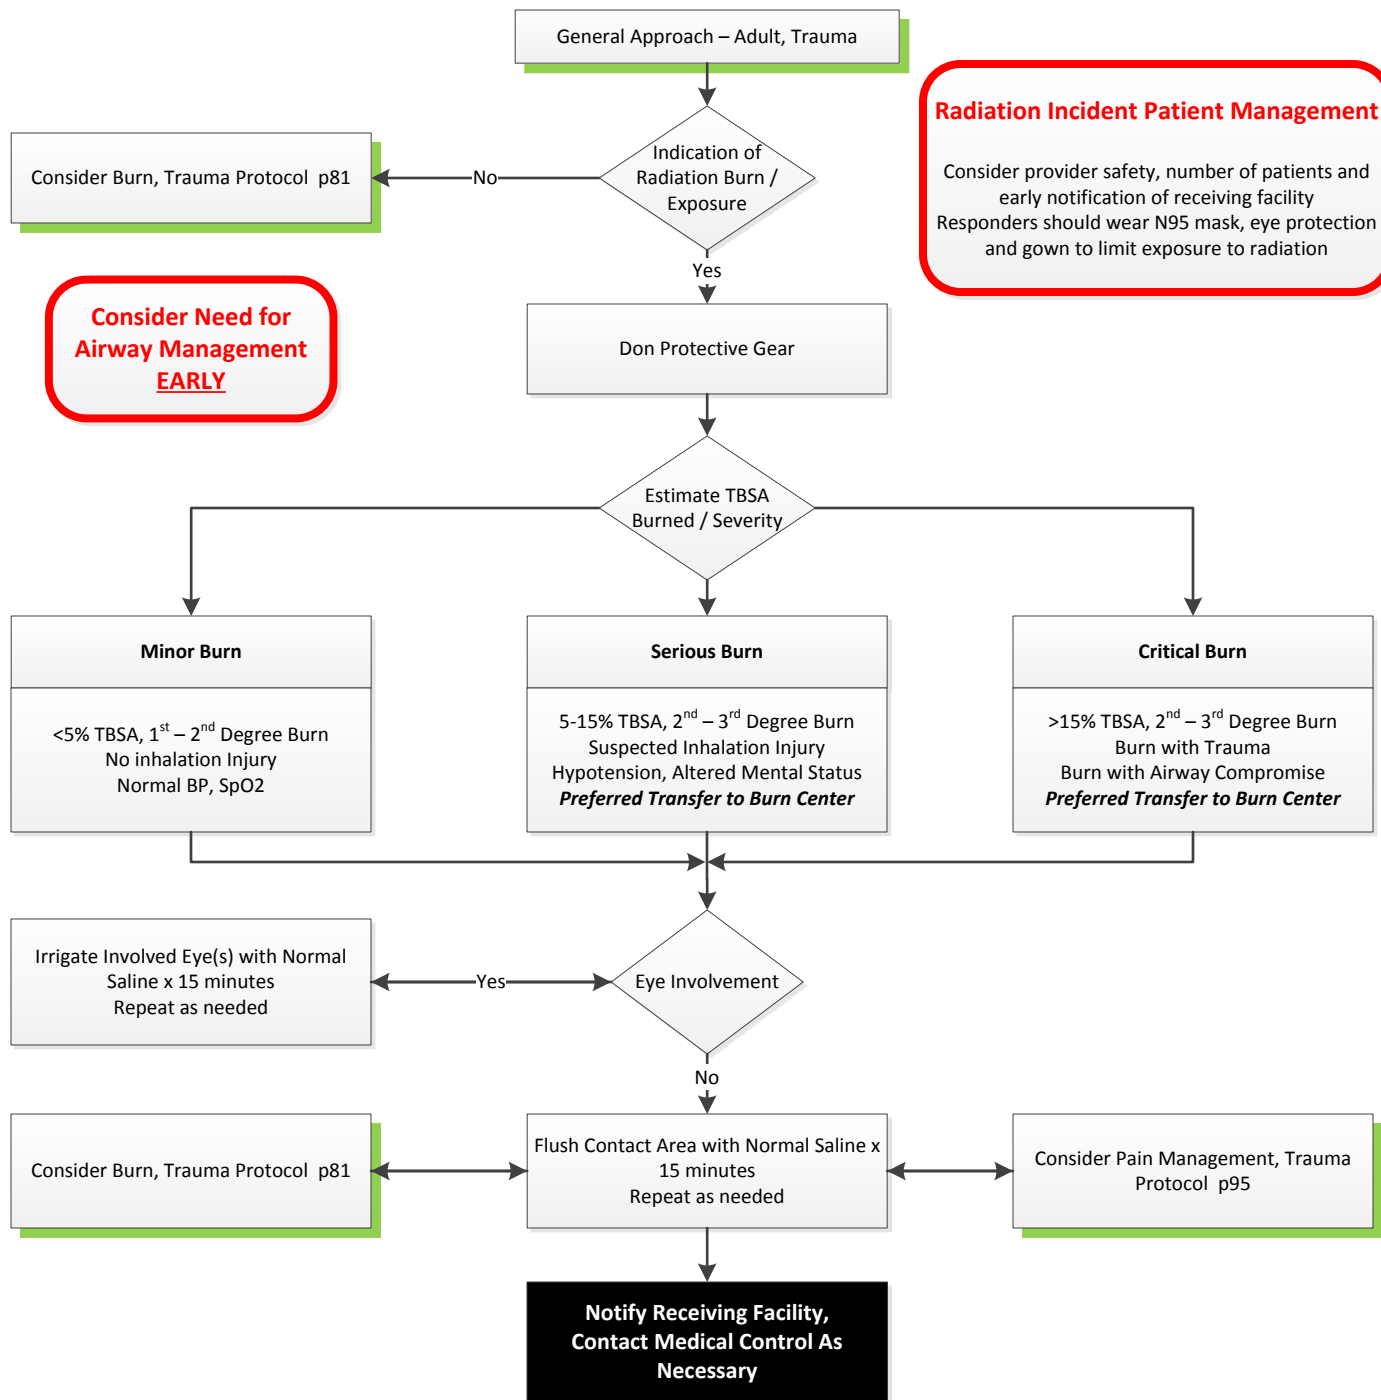 General Approach – Adult, Trauma
Radiation Incident Patient Management
Consider provider safety, number of patients and
early notification of receiving facility
Responders should wear N95 mask, eye protection
and gown to limit exposure to radiation
Indication of
Radiation Burn /
Exposure
No
Consider Burn, Trauma Protocol p81
Yes
Consider Need for
Airway Management
EARLY
Don Protective Gear
Estimate TBSA
Burned / Severity
Minor Burn
<5% TBSA, 1st – 2nd Degree Burn
No inhalation Injury
Normal BP, SpO2
Serious Burn
5-15% TBSA, 2nd – 3rd Degree Burn
Suspected Inhalation Injury
Hypotension, Altered Mental Status
Preferred Transfer to Burn Center
Critical Burn
>15% TBSA, 2nd – 3rd Degree Burn
Burn with Trauma
Burn with Airway Compromise
Preferred Transfer to Burn Center
Irrigate Involved Eye(s) with Normal
Saline x 15 minutes
Repeat as needed
Yes
Eye Involvement
No
Consider Burn, Trauma Protocol p81
Flush Contact Area with Normal Saline x
15 minutes
Repeat as needed
Consider Pain Management, Trauma
Protocol p95
Notify Receiving Facility,
Contact Medical Control As
Necessary